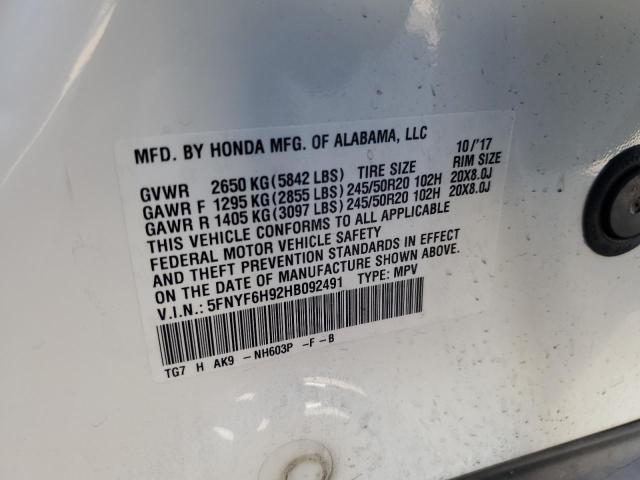 MFD. BY HONDA MFG. OF ALABAMA, LLC 10/'17
GVWR 2650 KG(5842 LBS) TIRE SIZE RIM SIZE
GAWR F 1295 KG(2855 LBS)245/50R20 102H 20X8.0J
GAWR R 1405 KG(3097 LBS)245/50R20 102H 20X8.0J
THIS VEHICLE CONFORMS TO ALL APPLICABLE
FEDERAL MOTOR VEHICLE SAFETY
AND THEFT PREVENTION STANDARDS IN EFFECT
ON THE DATE OF MANUFACTURE SHOWN ABOVE.
V.I.N.: 5FNYF6H92HB092491 TYPE: MPV
TG7 H AK9 -NH603P -F-B